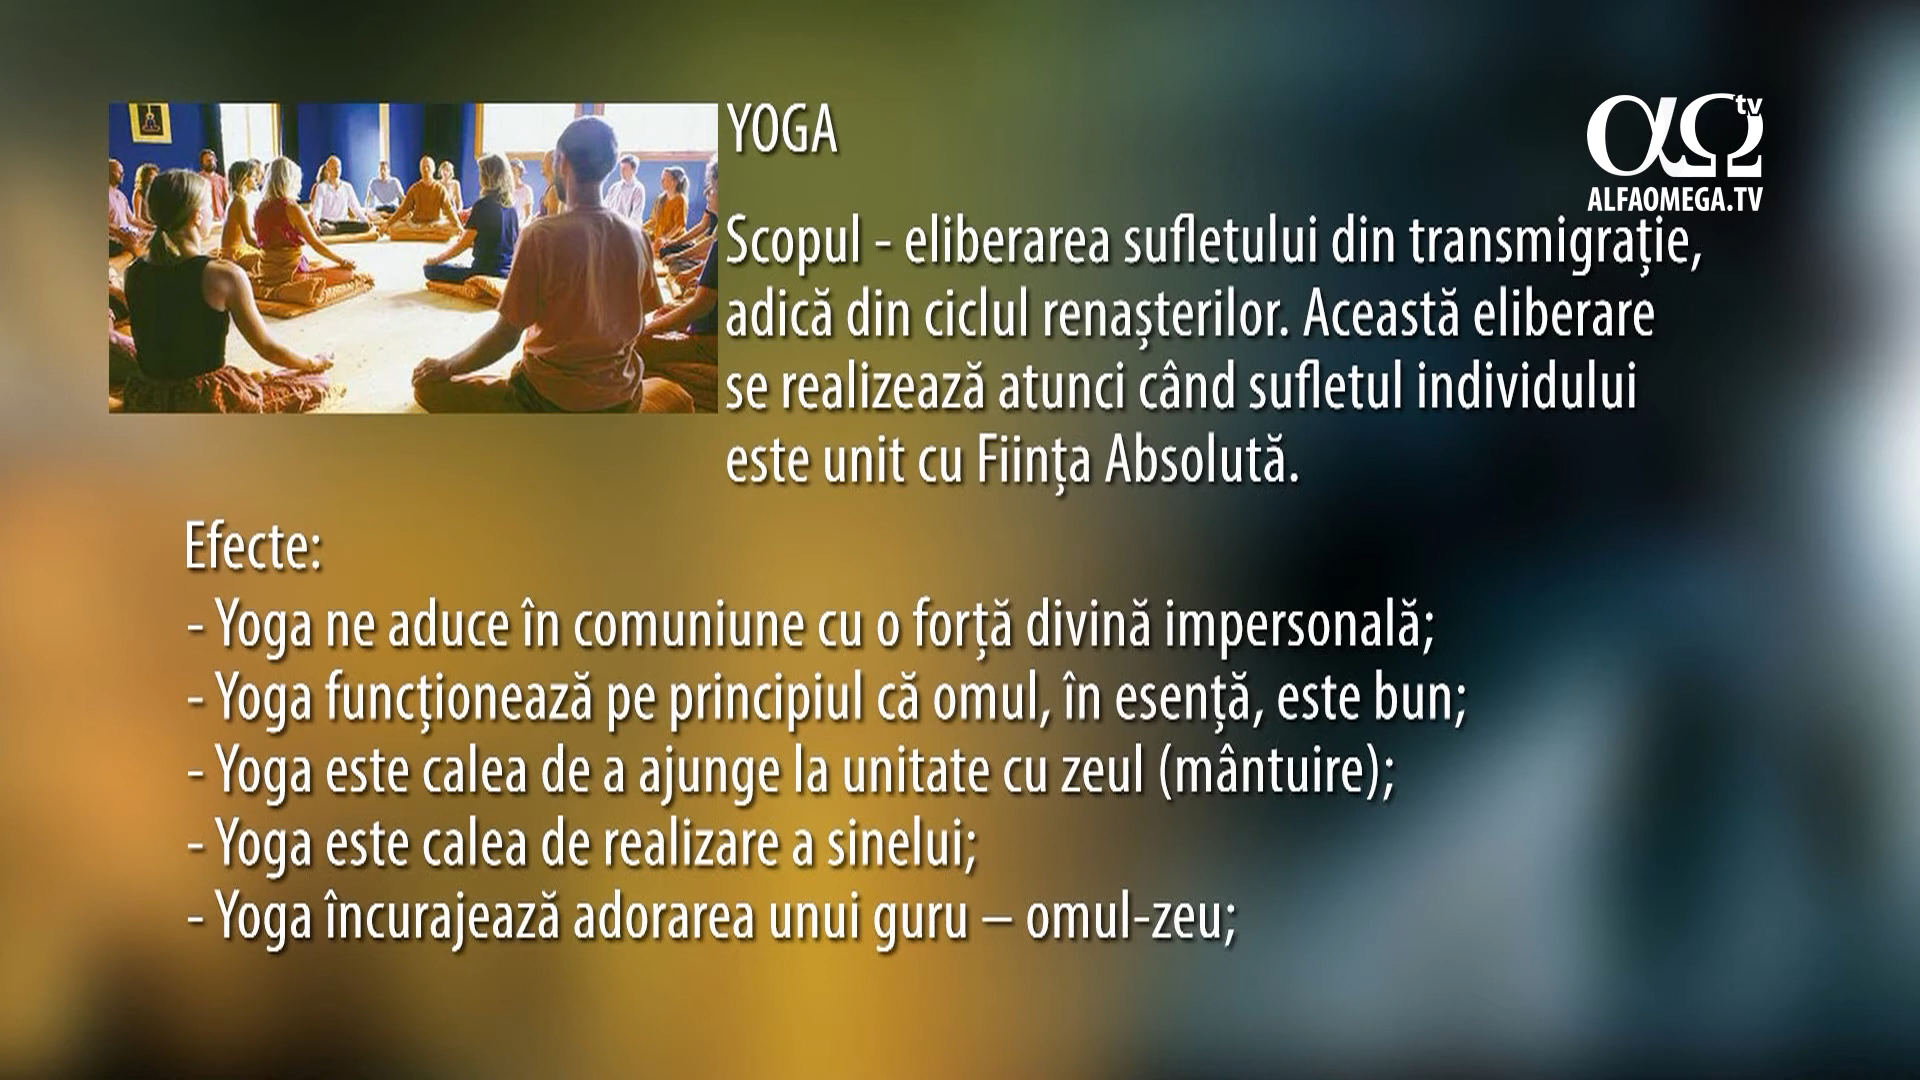 YOGA
tv
αΩ
ALFAOMEGA.TV
Scopul - eliberarea sufletului din transmigrație,
adică din ciclul renașterilor. Această eliberare
se realizează atunci când sufletul individului
este unit cu Ființa Absolută.
Efecte:
- Yoga ne aduce în comuniune cu o forță divină impersonală;
- Yoga funcționează pe principiul că omul, în esență, este bun;
- Yoga este calea de a ajunge la unitate cu zeul (mântuire);
- Yoga este calea de realizare a sinelui;
- Yoga încurajează adorarea unui guru – omul-zeu;